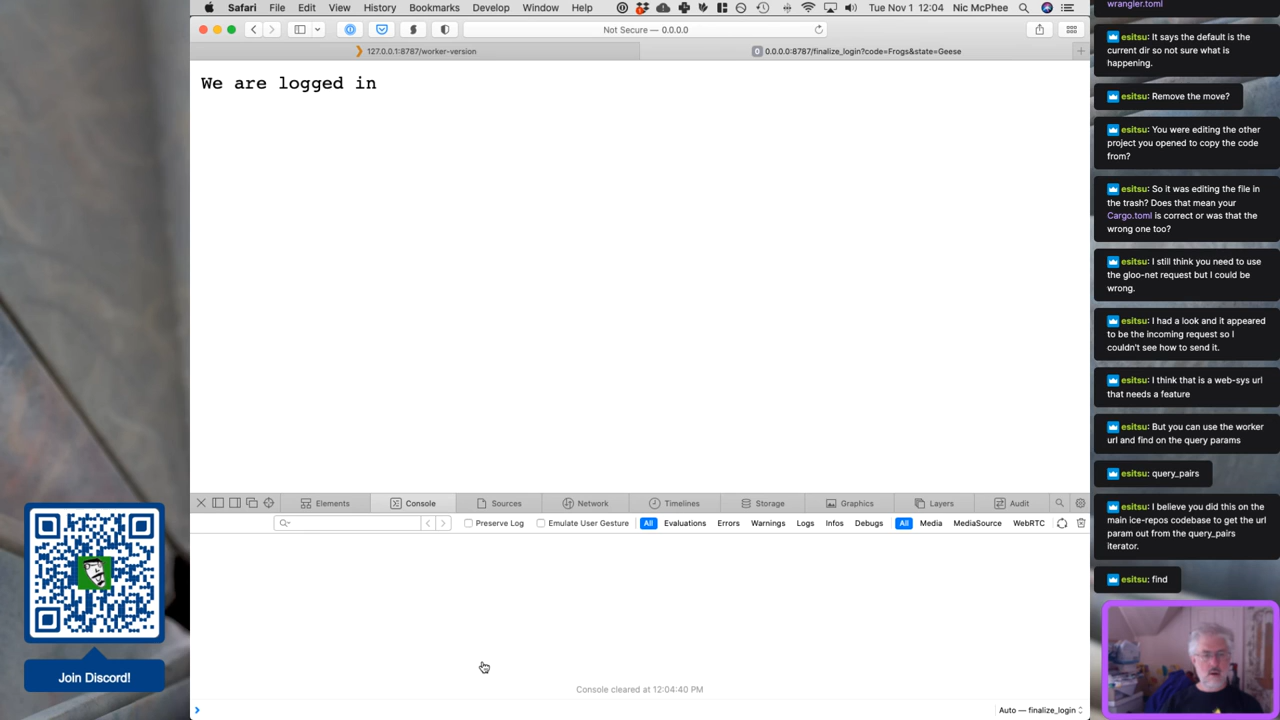 Safari File Edit View History Bookmarks Develop Window Help Tue Nov 1 12:04 Nic McPhee
Not Secure — 0.0.0.0
127.0.0.1:8787/worker-version
0 0.0.0.0:8787/finalize_login?code=Frogs&state=Geese
We are logged in
Elements Console Sources Network Timelines Storage Graphics Layers Audit
Preserve Log Emulate User Gesture All Evaluations Errors Warnings Logs Infos Debugs All Media MediaSource WebRTC
Console cleared at 12:04:40 PM
Auto — finalize_login
wrangler.toml
esitsu: It says the default is the
current dir so not sure what is
happening.
esitsu: Remove the move?
esitsu: You were editing the other
project you opened to copy the code
from?
esitsu: So it was editing the file in
the trash? Does that mean your
Cargo.toml is correct or was that the
wrong one too?
esitsu: I still think you need to use
the gloo-net request but I could be
wrong.
esitsu: I had a look and it appeared
to be the incoming request so I
couldn't see how to send it.
esitsu: I think that is a web-sys url
that needs a feature
esitsu: But you can use the worker
url and find on the query params
esitsu: query_pairs
esitsu: I believe you did this on the
main ice-repos codebase to get the url
param out from the query_pairs
iterator.
esitsu: find
Join Discord!